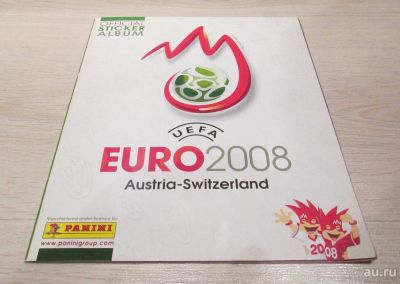 OFFICIAL
STICKER
ALBUM
UEFA
EURO2008
Austria-Switzerland
Manufactured under licence by
PANINI
www.paninigroup.com
2008
au.ru